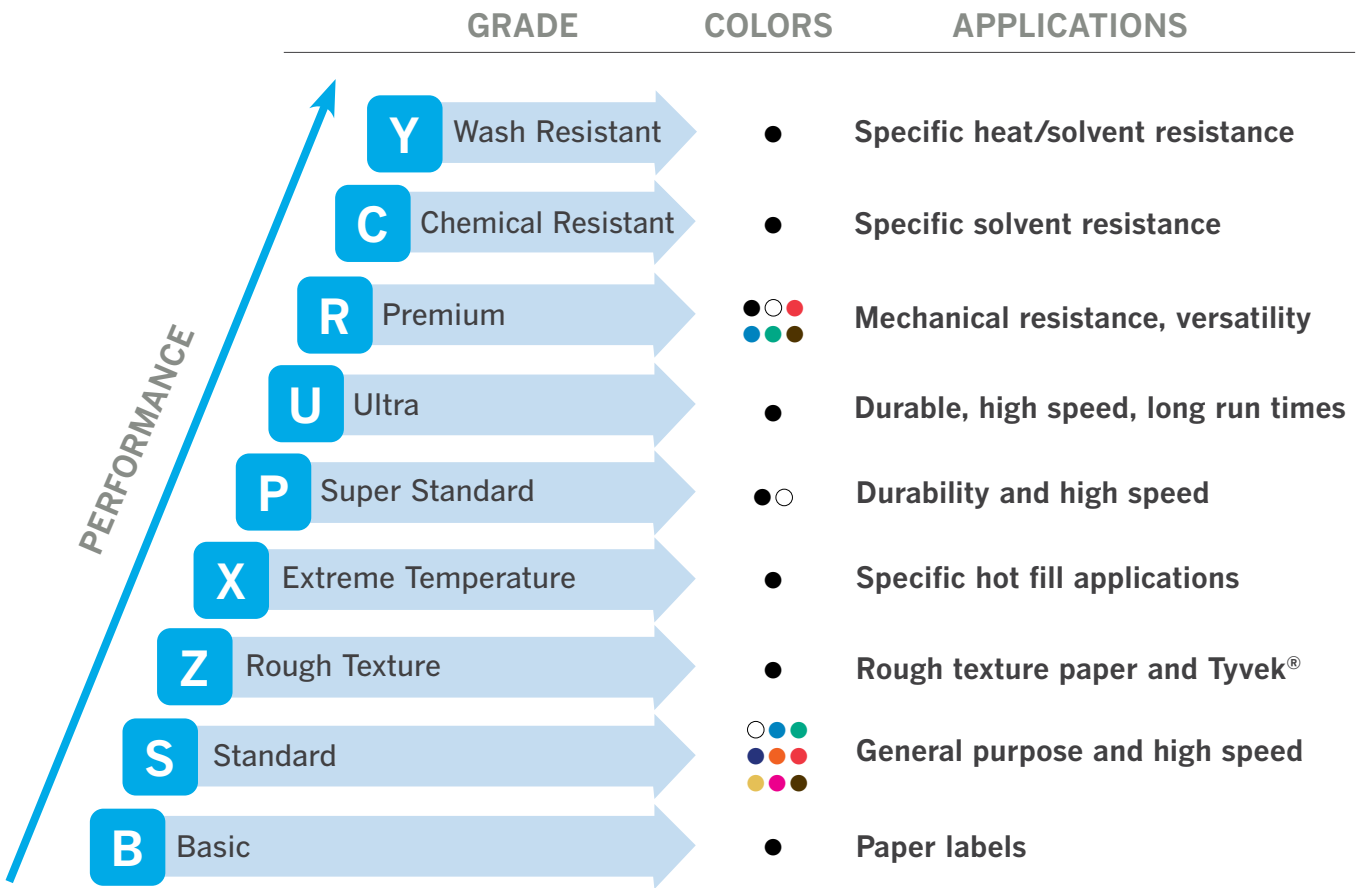 GRADE COLORS APPLICATIONS
Y Wash Resistant Specific heat/solvent resistance
C Chemical Resistant Specific solvent resistance
R Premium Mechanical resistance, versatility
U Ultra Durable, high speed, long run times
P Super Standard Durability and high speed
X Extreme Temperature Specific hot fill applications
Z Rough Texture Rough texture paper and Tyvek®
S Standard General purpose and high speed
B Basic Paper labels
PERFORMANCE